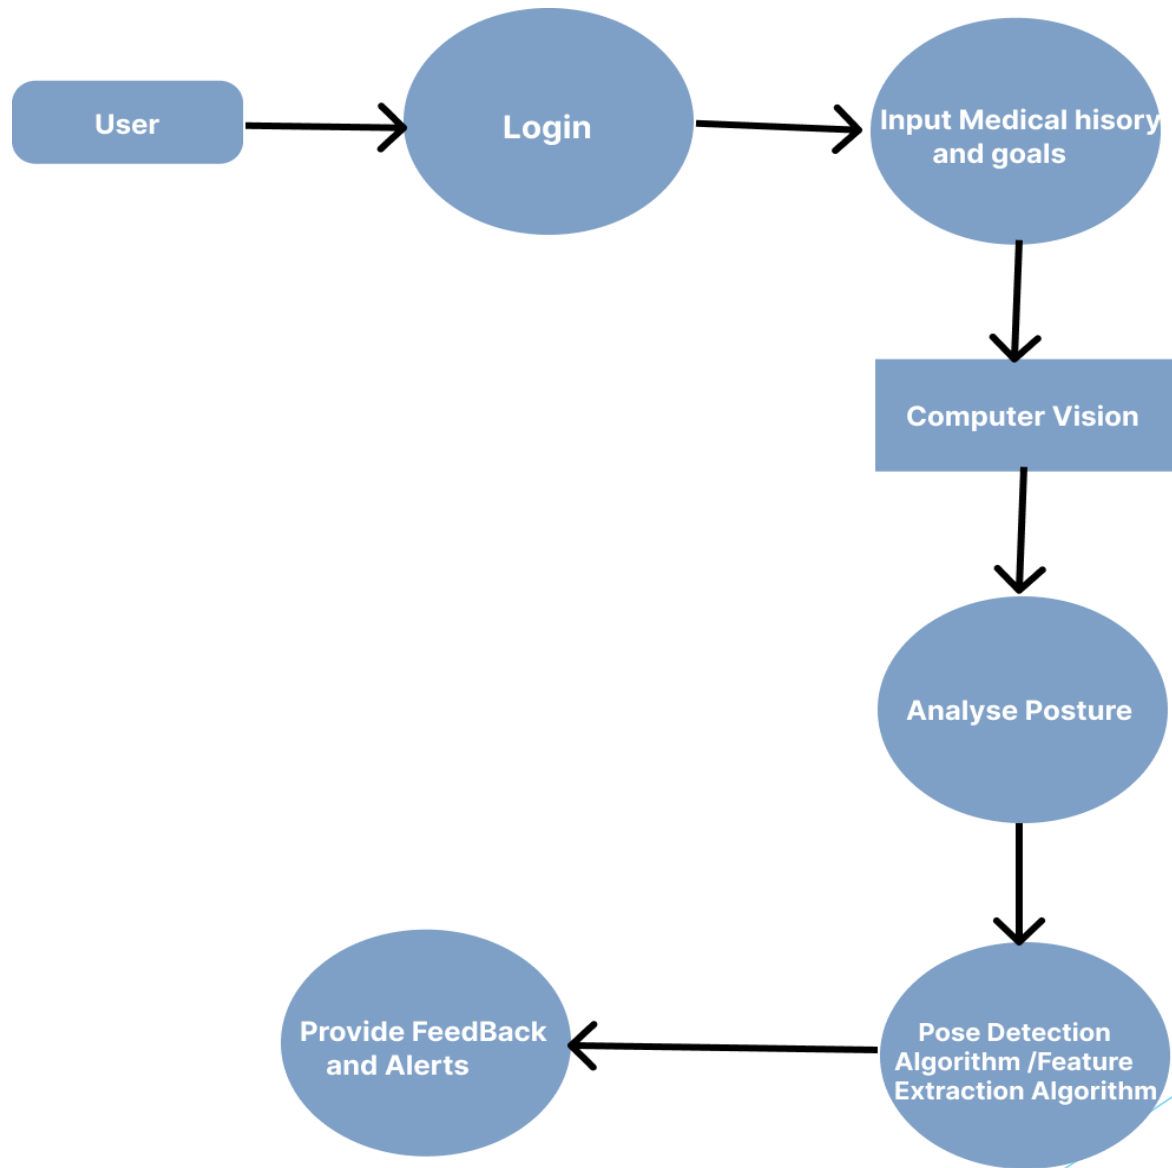 User
Login
Input Medical hisory
and goals
Computer Vision
Analyse Posture
Pose Detection
Algorithm /Feature
Extraction Algorithm
Provide FeedBack
and Alerts